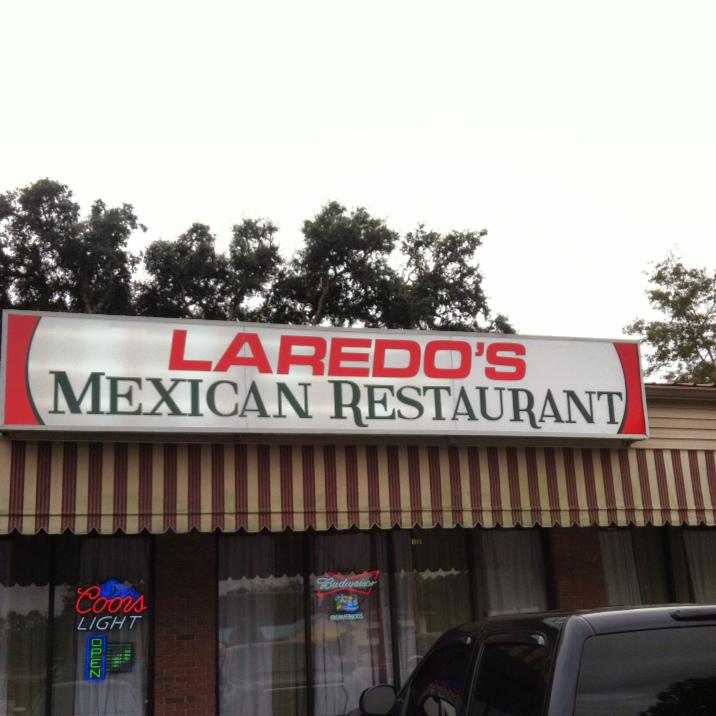 LAREDO'S
MEXICAN RESTAURANT
Coors
LIGHT
OPEN
Budweiser